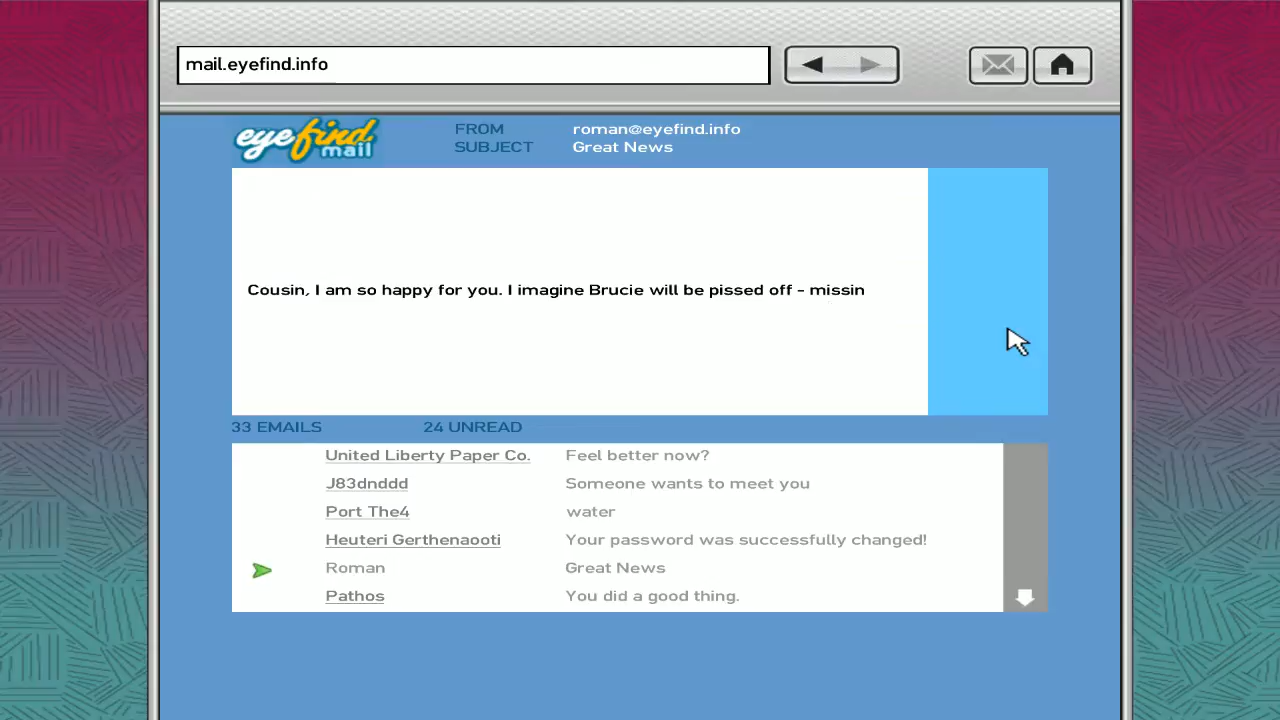 mail.eyefind.info
eyefind mail
FROM roman@eyefind.info
SUBJECT Great News
Cousin, I am so happy for you. I imagine Brucie will be pissed off - missin
33 EMAILS 24 UNREAD
United Liberty Paper Co. Feel better now?
J83dnddd Someone wants to meet you
Port The4 water
Heuteri Gerthenaooti Your password was successfully changed!
Roman Great News
Pathos You did a good thing.